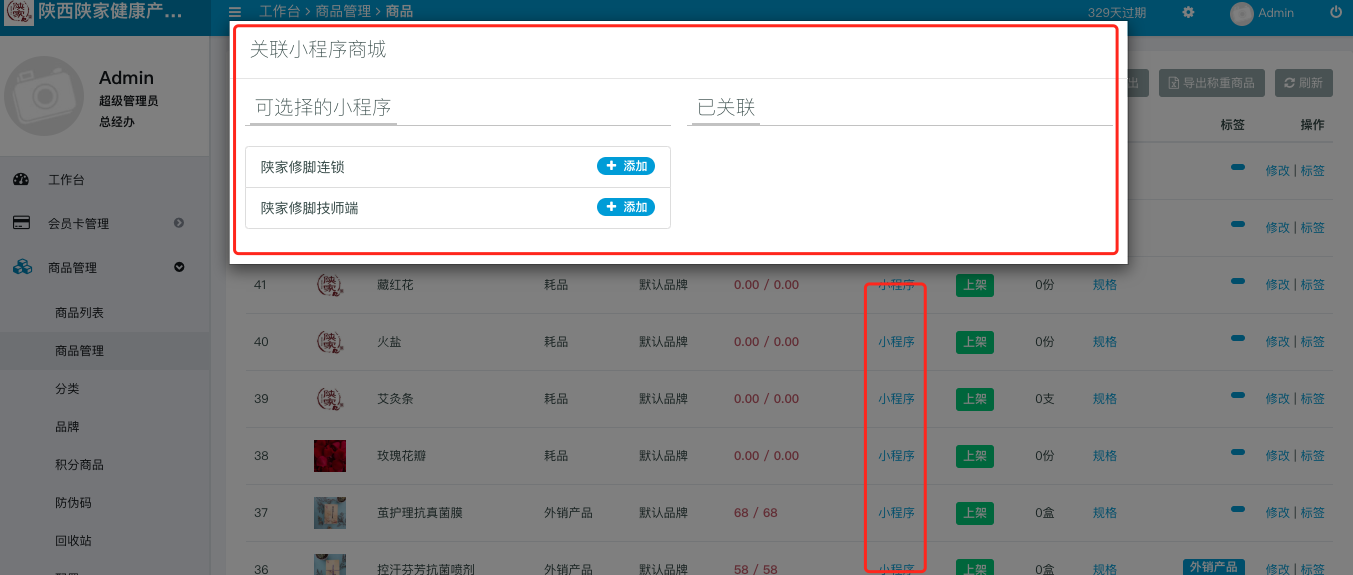 陕西陕家健康产...
工作台 > 商品管理 > 商品
329天过期
Admin
Admin
超级管理员
总经办
工作台
会员卡管理
商品管理
商品列表
商品管理
分类
品牌
积分商品
防伪码
回收站
关联小程序商城
可选择的小程序
已关联
陕家修脚连锁 添加
陕家修脚技师端 添加
出 导出称重商品 刷新
标签 操作
修改 | 标签
修改 | 标签
41 藏红花 耗品 默认品牌 0.00 / 0.00 小程序 上架 0份 规格 修改 | 标签
40 火盐 耗品 默认品牌 0.00 / 0.00 小程序 上架 0份 规格 修改 | 标签
39 艾灸条 耗品 默认品牌 0.00 / 0.00 小程序 上架 0支 规格 修改 | 标签
38 玫瑰花瓣 耗品 默认品牌 0.00 / 0.00 小程序 上架 0份 规格 修改 | 标签
37 茧护理抗真菌膜 外销产品 默认品牌 68 / 68 小程序 上架 0盒 规格 修改 | 标签
36 控汗芬芳抗菌喷剂 外销产品 默认品牌 58 / 58 小程序 上架 0盒 规格 外销产品 修改 | 标签